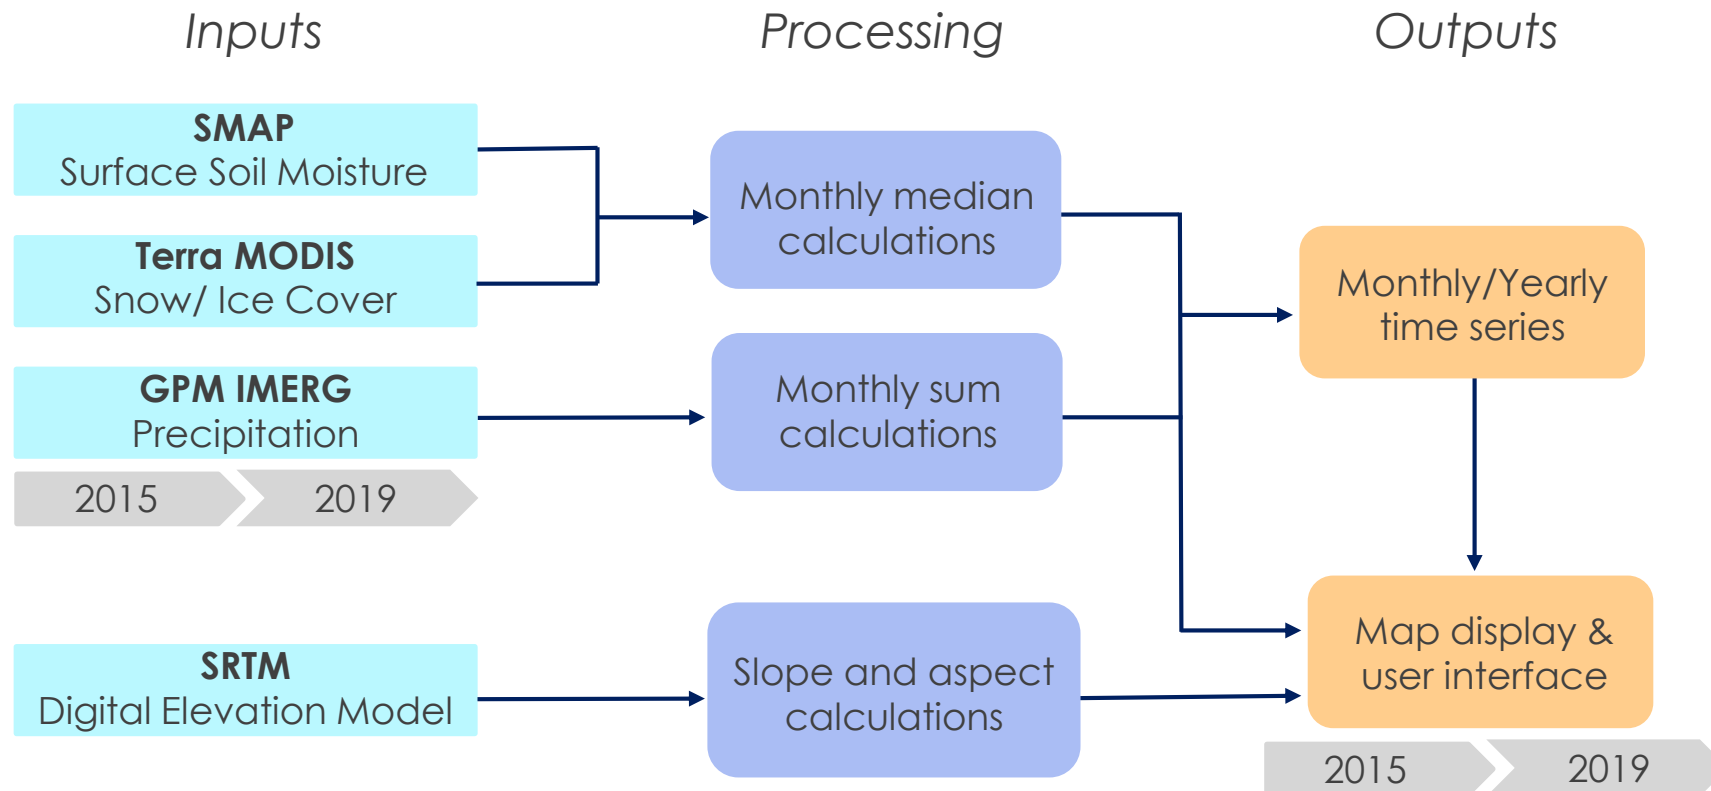 Inputs
Processing
Outputs
SMAP
Surface Soil Moisture
Terra MODIS
Snow/ Ice Cover
GPM IMERG
Precipitation
2015
2019
SRTM
Digital Elevation Model
Monthly median
calculations
Monthly sum
calculations
Slope and aspect
calculations
Monthly/Yearly
time series
Map display &
user interface
2015
2019